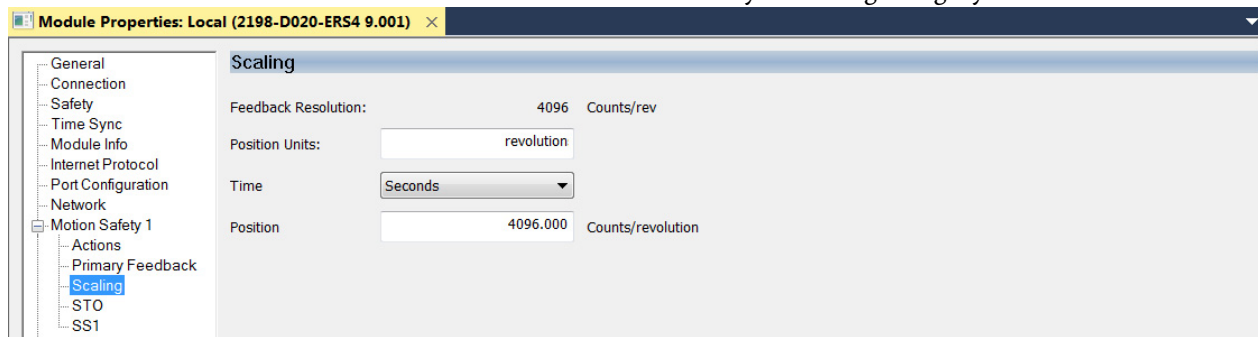 Module Properties: Local (2198-D020-ERS4 9.001) ×
General
Connection
Safety
Time Sync
Module Info
Internet Protocol
Port Configuration
Network
Motion Safety 1
Actions
Primary Feedback
Scaling
STO
SS1
Scaling
Feedback Resolution: 4096 Counts/rev
Position Units: revolution
Time Seconds
Position 4096.000 Counts/revolution